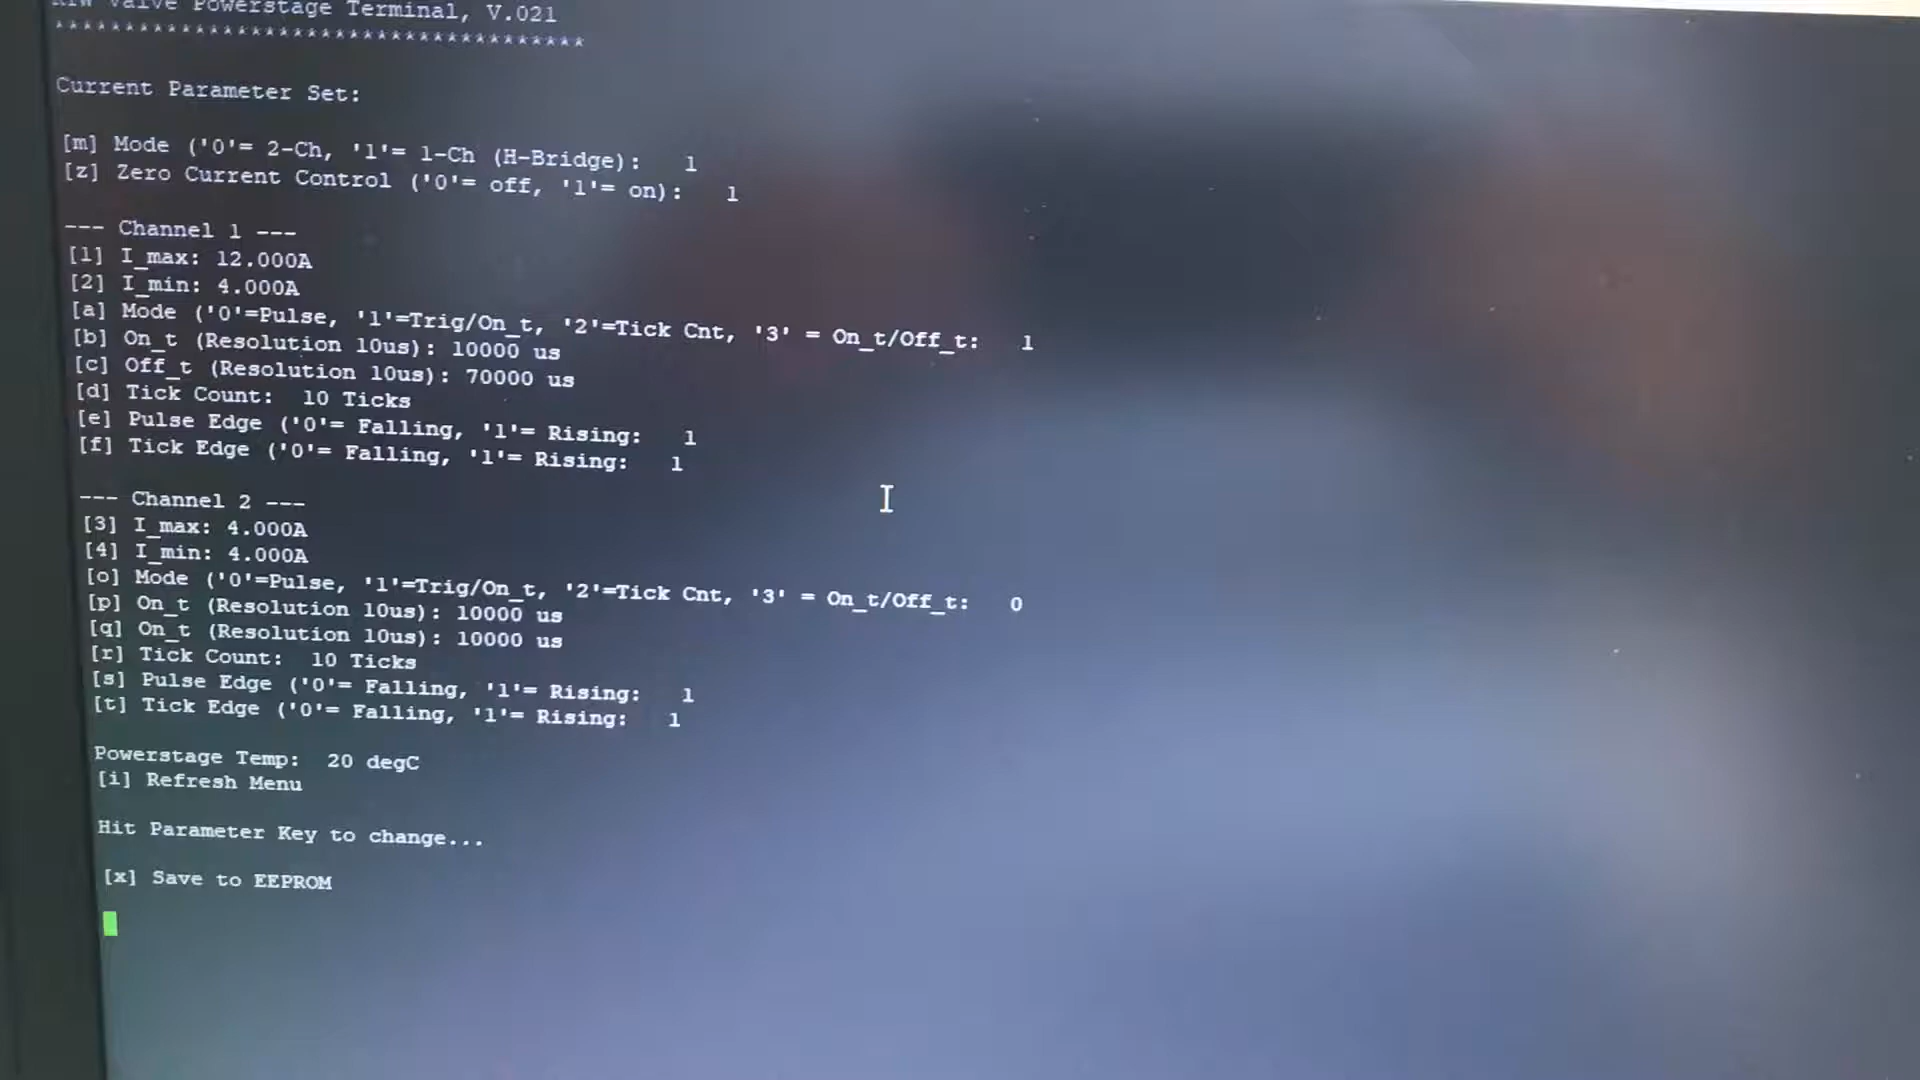 Valve Powerstage Terminal, V.021
**************************************
Current Parameter Set:
[m] Mode ('0'= 2-Ch, '1'= 1-Ch (H-Bridge): 1
[z] Zero Current Control ('0'= off, '1'= on): 1
--- Channel 1 ---
[1] I_max: 12.000A
[2] I_min: 4.000A
[a] Mode ('0'=Pulse, '1'=Trig/On_t, '2'=Tick Cnt, '3' = On_t/Off_t: 1
[b] On_t (Resolution 10us): 10000 us
[c] Off_t (Resolution 10us): 70000 us
[d] Tick Count: 10 Ticks
[e] Pulse Edge ('0'= Falling, '1'= Rising: 1
[f] Tick Edge ('0'= Falling, '1'= Rising: 1
--- Channel 2 ---
[3] I_max: 4.000A
[4] I_min: 4.000A
[o] Mode ('0'=Pulse, '1'=Trig/On_t, '2'=Tick Cnt, '3' = On_t/Off_t: 0
[p] On_t (Resolution 10us): 10000 us
[q] On_t (Resolution 10us): 10000 us
[r] Tick Count: 10 Ticks
[s] Pulse Edge ('0'= Falling, '1'= Rising: 1
[t] Tick Edge ('0'= Falling, '1'= Rising: 1
Powerstage Temp: 20 degC
[i] Refresh Menu
Hit Parameter Key to change...
[x] Save to EEPROM